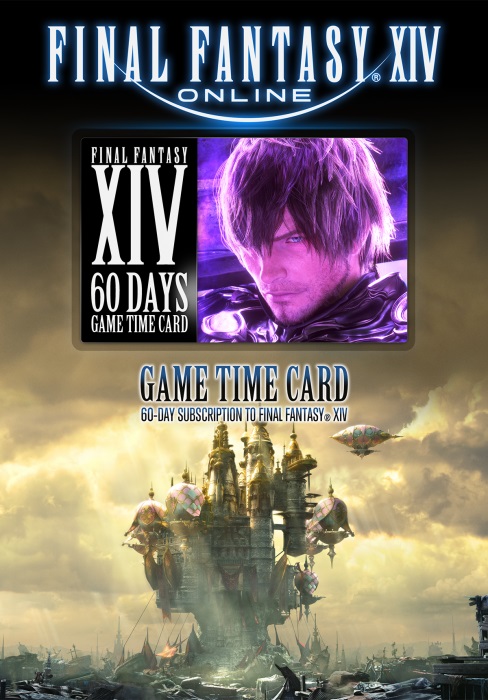 FINAL FANTASY® XIV
ONLINE
FINAL FANTASY
XIV
60 DAYS
GAME TIME CARD
GAME TIME CARD
60-DAY SUBSCRIPTION TO FINAL FANTASY® XIV